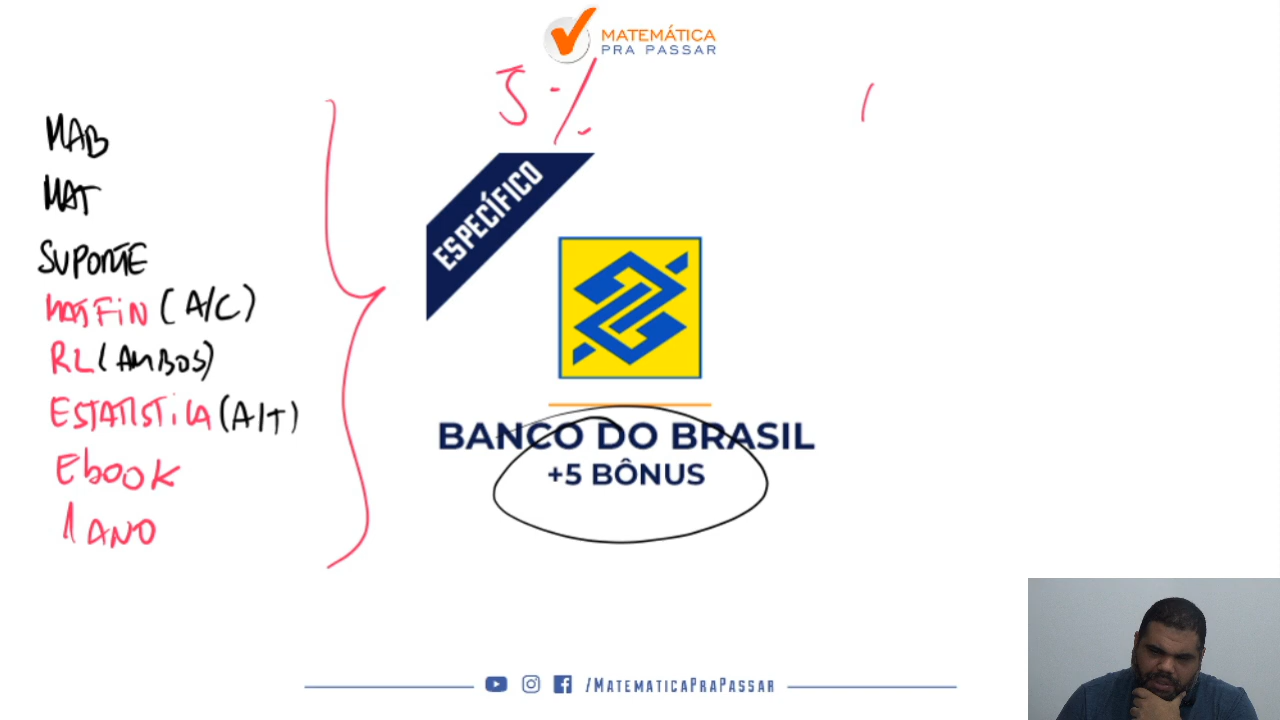 MATEMÁTICA
PRA PASSAR
5%
MAB
MAT
SUPORTE
MATFIN (A/C)
RL (AMBOS)
ESTATÍSTICA (A/T)
Ebook
1 ANO
ESPECÍFICO
BANCO DO BRASIL
+5 BÔNUS
/MATEMATICAPRAPASSAR